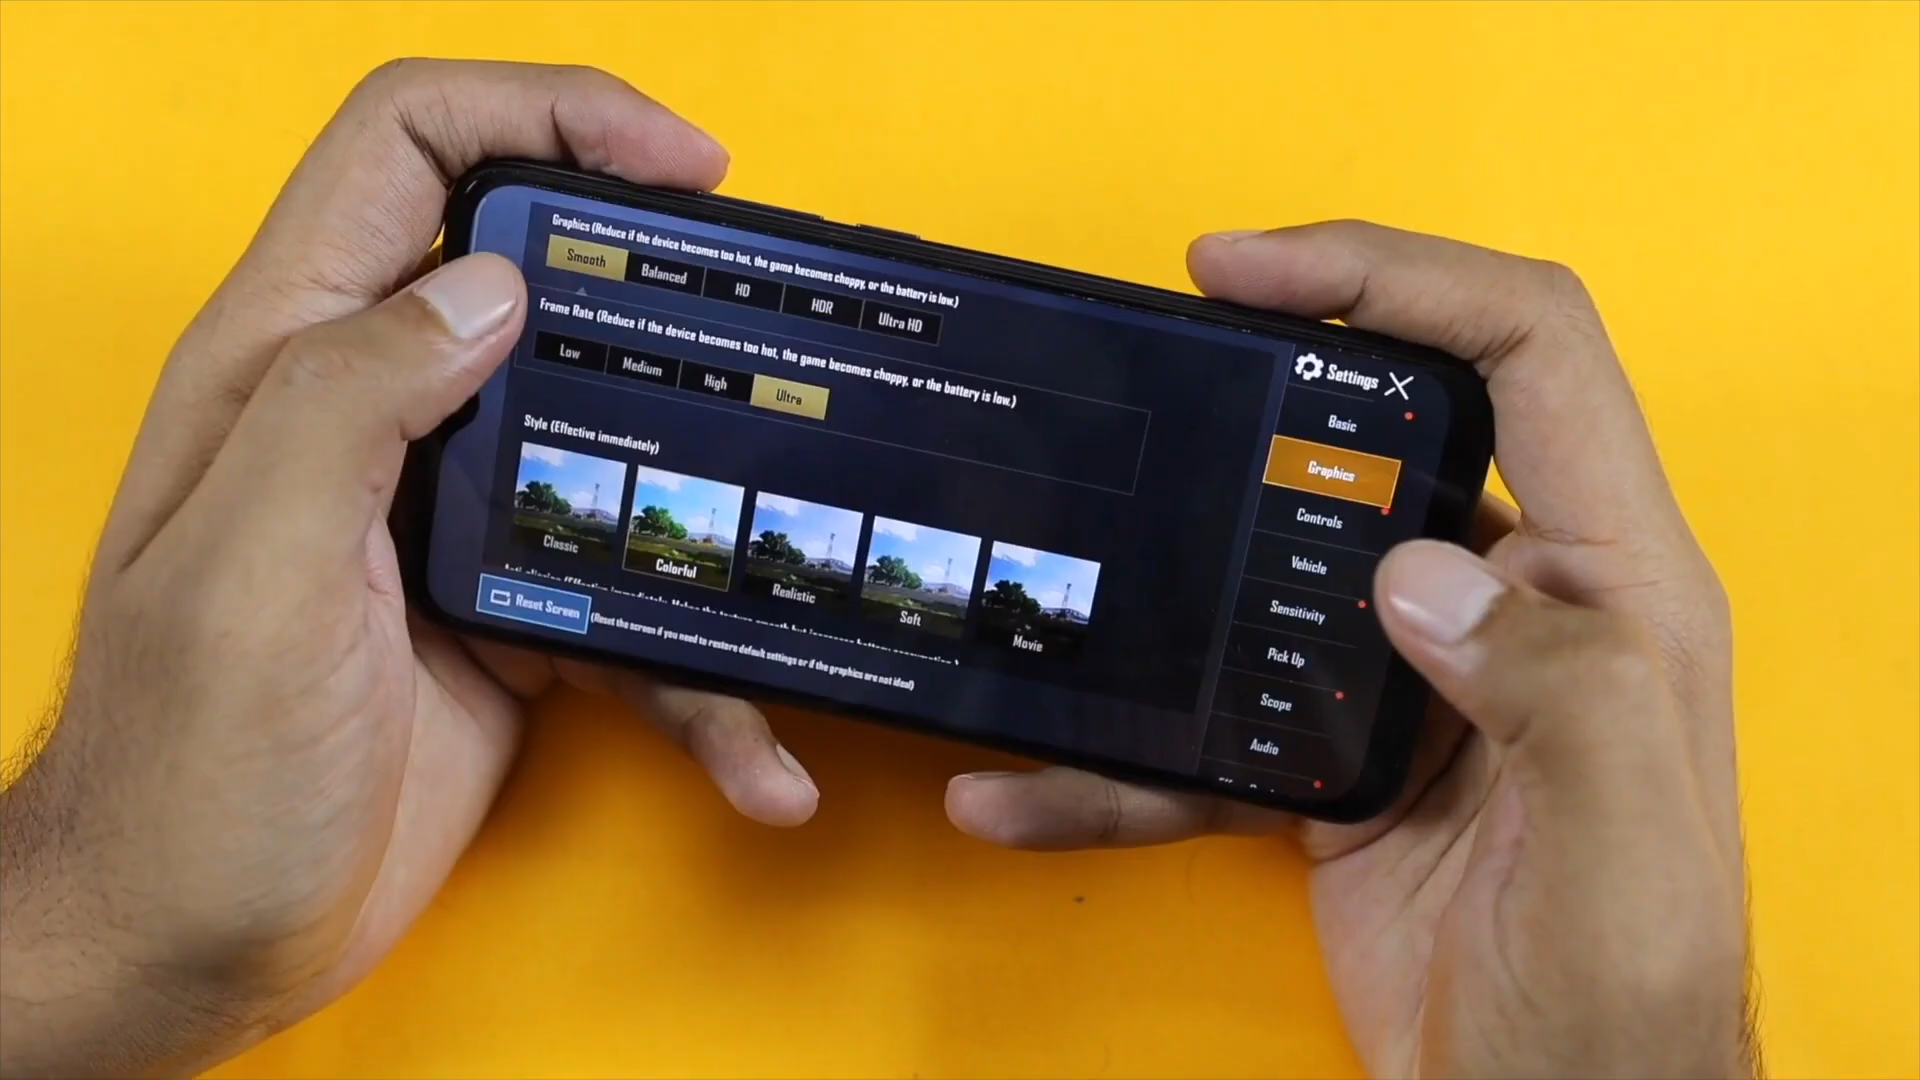 Graphics (Reduce if the device becomes too hot, the game becomes choppy, or the battery is low.)
Smooth Balanced HD HDR Ultra HD
Frame Rate (Reduce if the device becomes too hot, the game becomes choppy, or the battery is low.)
Low Medium High Ultra
Style (Effective immediately)
Classic Colorful Realistic Soft Movie
Reset Screen (Reset the screen if you need to restore default settings or if the graphics are not ideal)
Settings
Basic
Graphics
Controls
Vehicle
Sensitivity
Pick Up
Scope
Audio